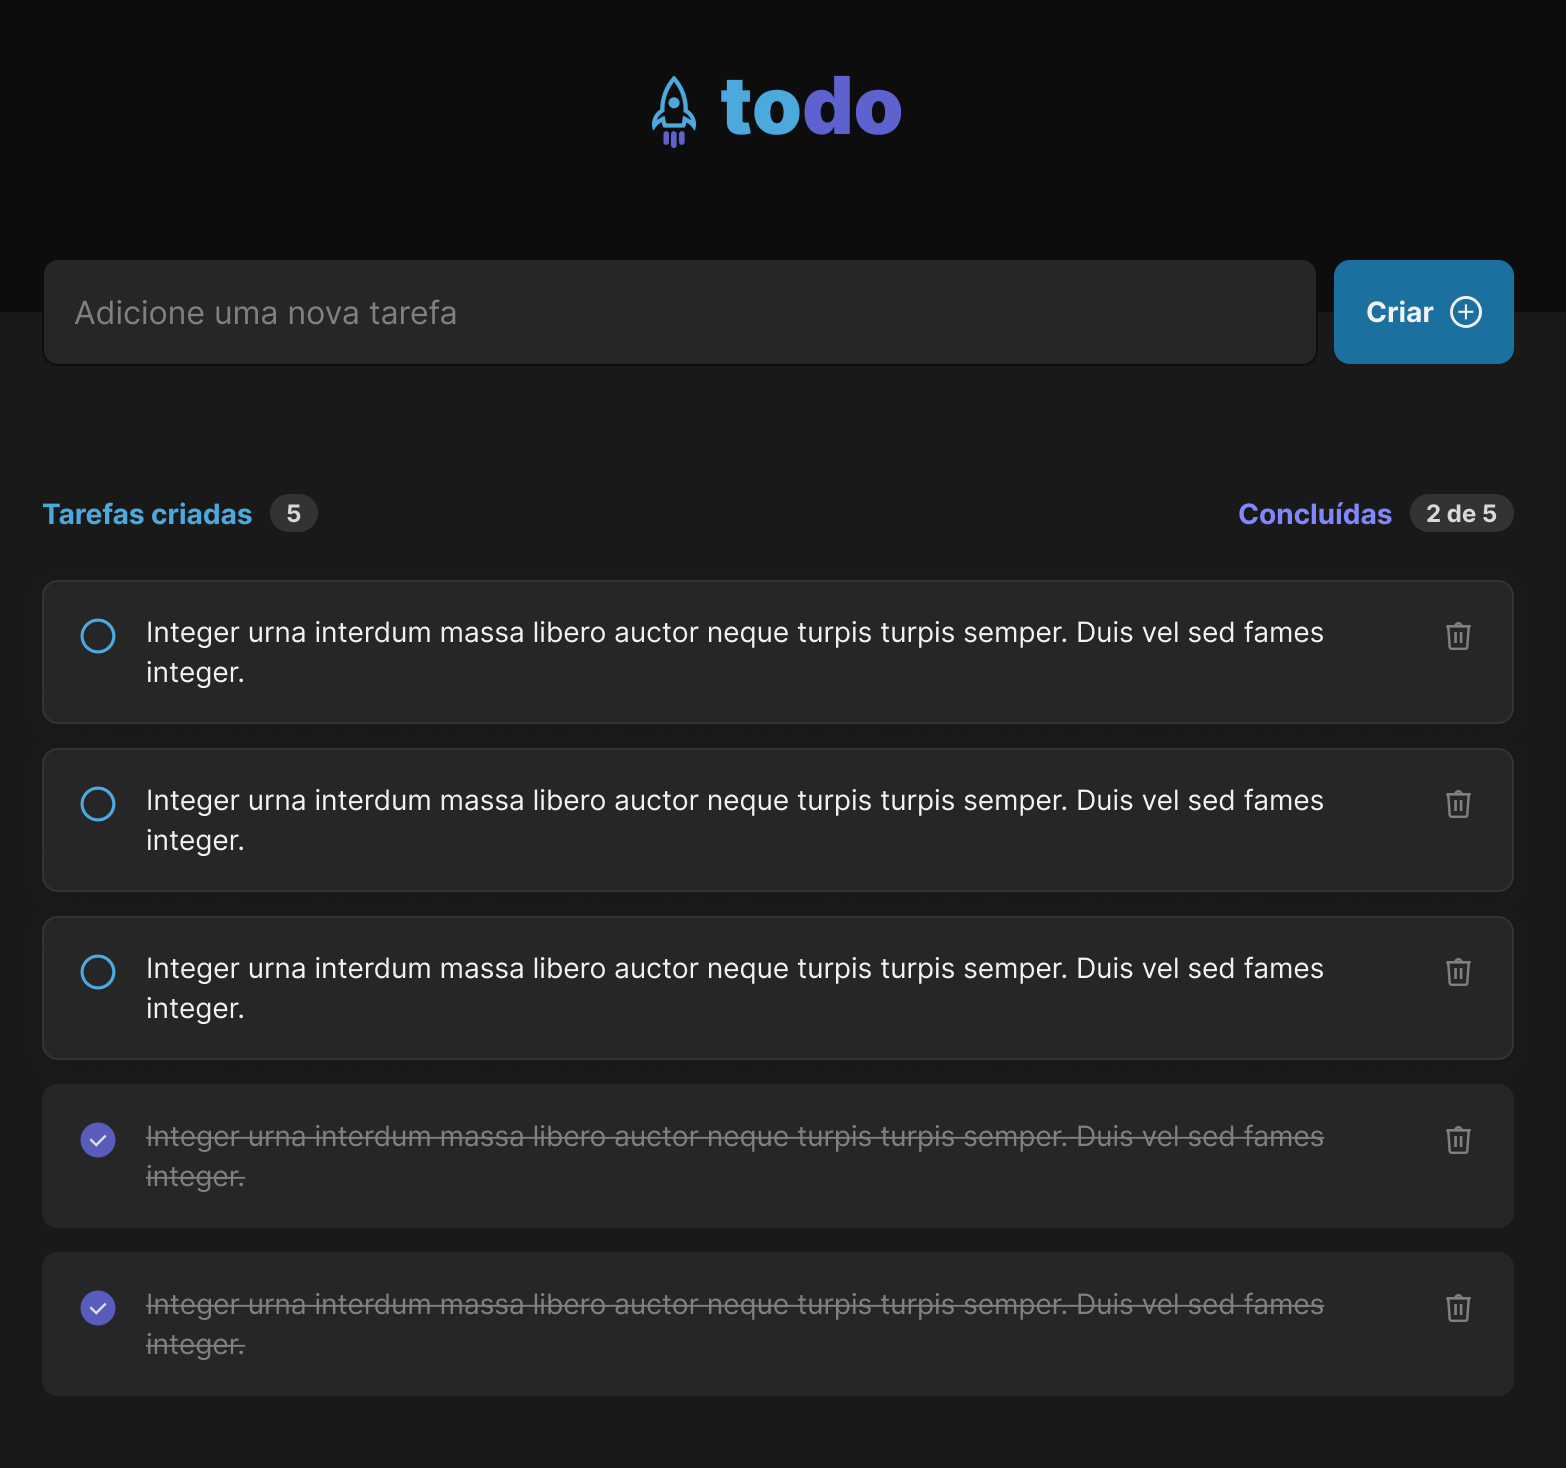 todo
Adicione uma nova tarefa
Criar
Tarefas criadas 5
Concluídas 2 de 5
Integer urna interdum massa libero auctor neque turpis turpis semper. Duis vel sed fames
integer.
Integer urna interdum massa libero auctor neque turpis turpis semper. Duis vel sed fames
integer.
Integer urna interdum massa libero auctor neque turpis turpis semper. Duis vel sed fames
integer.
Integer urna interdum massa libero auctor neque turpis turpis semper. Duis vel sed fames
integer.
Integer urna interdum massa libero auctor neque turpis turpis semper. Duis vel sed fames
integer.